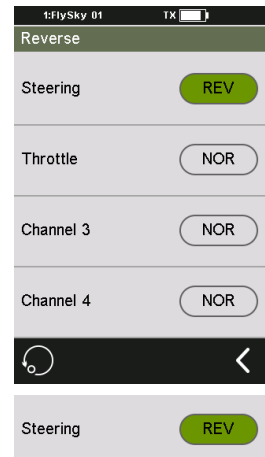 1:FlySky 01 TX
Reverse
Steering REV
Throttle NOR
Channel 3 NOR
Channel 4 NOR
Steering REV